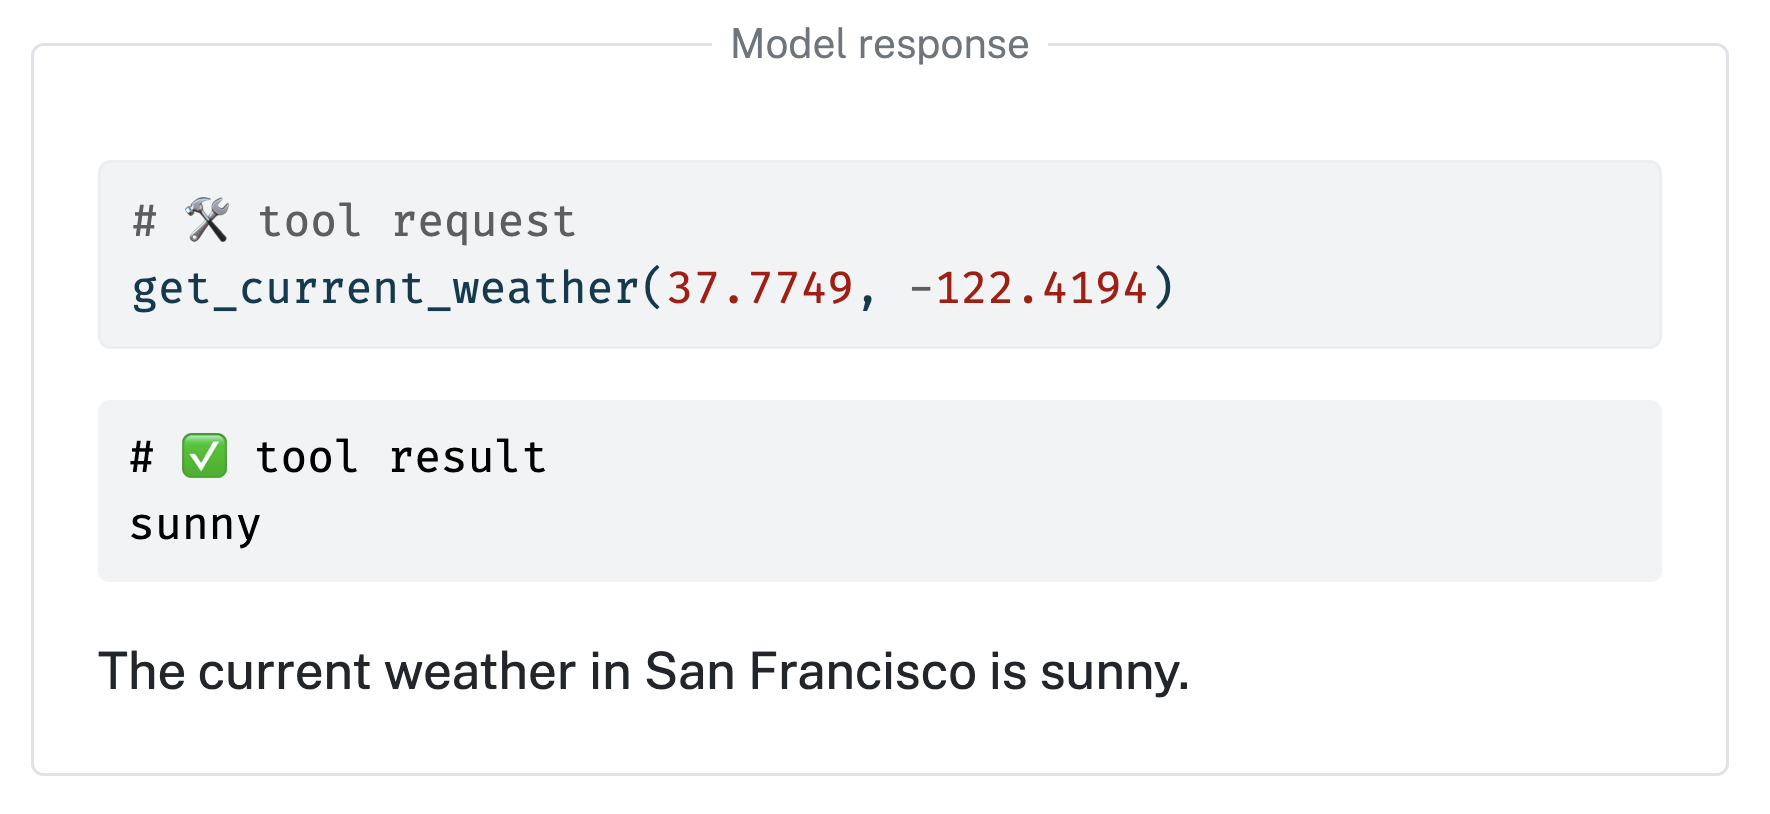 Model response
# 🛠 tool request
get_current_weather(37.7749, -122.4194)
# ✅ tool result
sunny
The current weather in San Francisco is sunny.